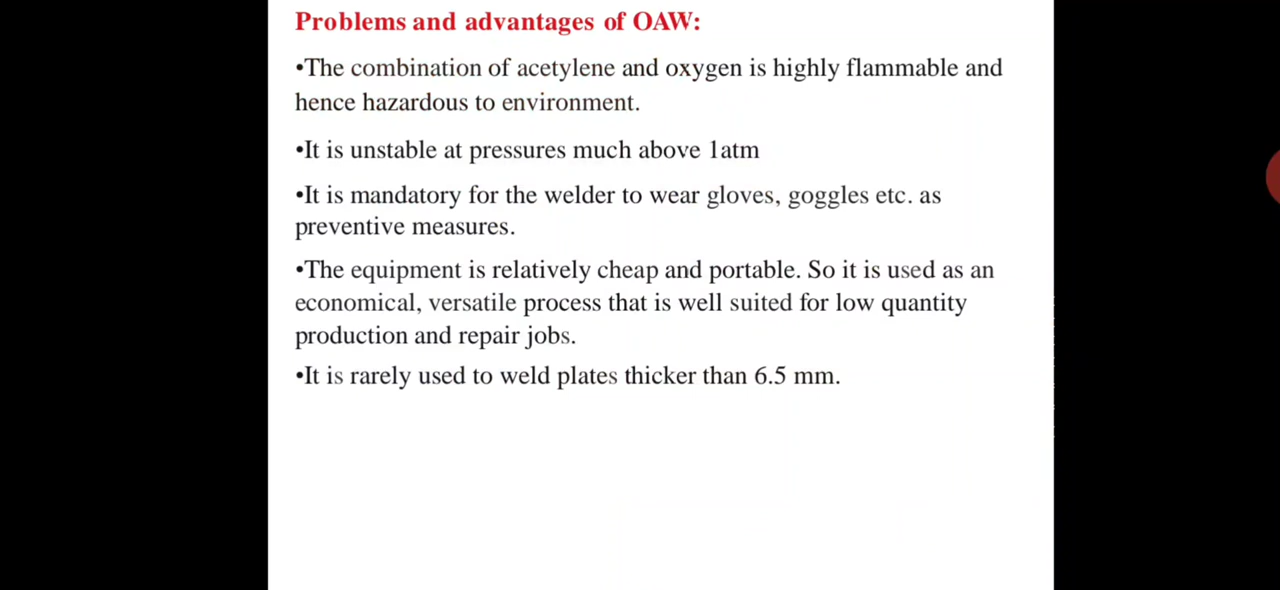 Problems and advantages of OAW:
•The combination of acetylene and oxygen is highly flammable and
hence hazardous to environment.
•It is unstable at pressures much above 1atm
•It is mandatory for the welder to wear gloves, goggles etc. as
preventive measures.
•The equipment is relatively cheap and portable. So it is used as an
economical, versatile process that is well suited for low quantity
production and repair jobs.
•It is rarely used to weld plates thicker than 6.5 mm.